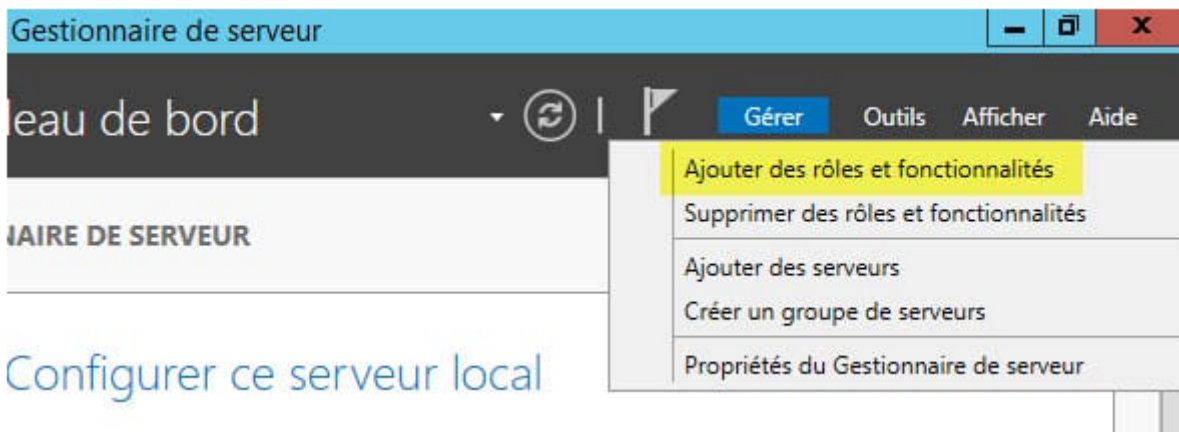 Gestionnaire de serveur
leau de bord
Gérer Outils Afficher Aide
Ajouter des rôles et fonctionnalités
Supprimer des rôles et fonctionnalités
NAIRE DE SERVEUR
Ajouter des serveurs
Créer un groupe de serveurs
Configurer ce serveur local
Propriétés du Gestionnaire de serveur